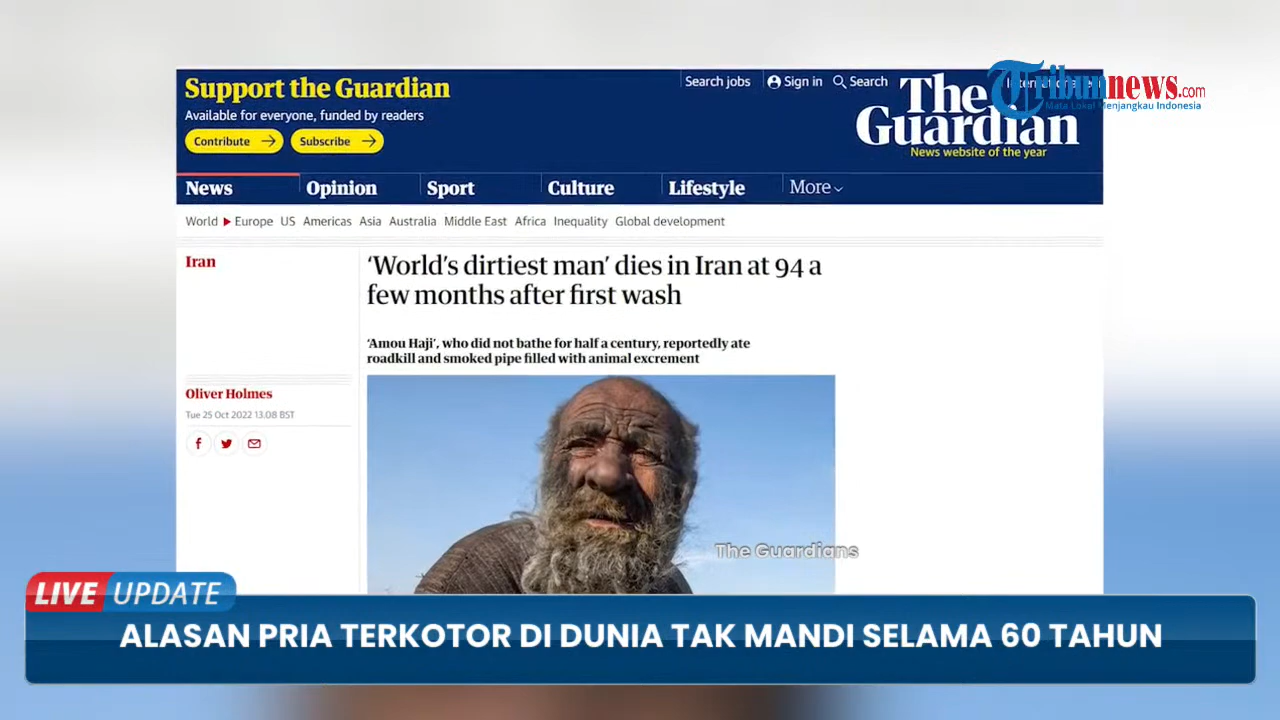 Support the Guardian
Available for everyone, funded by readers
Contribute
Subscribe
Search jobs
Sign in
Search
The
Guardian
News website of the year
Tribunnews.com
Mata Lokal Menjangkau Indonesia
News
Opinion
Sport
Culture
Lifestyle
More
World
Europe
US
Americas
Asia
Australia
Middle East
Africa
Inequality
Global development
Iran
‘World’s dirtiest man’ dies in Iran at 94 a
few months after first wash
‘Amou Haji’, who did not bathe for half a century, reportedly ate
roadkill and smoked pipe filled with animal excrement
Oliver Holmes
Tue 25 Oct 2022 13.08 BST
The Guardians
LIVE UPDATE
ALASAN PRIA TERKOTOR DI DUNIA TAK MANDI SELAMA 60 TAHUN